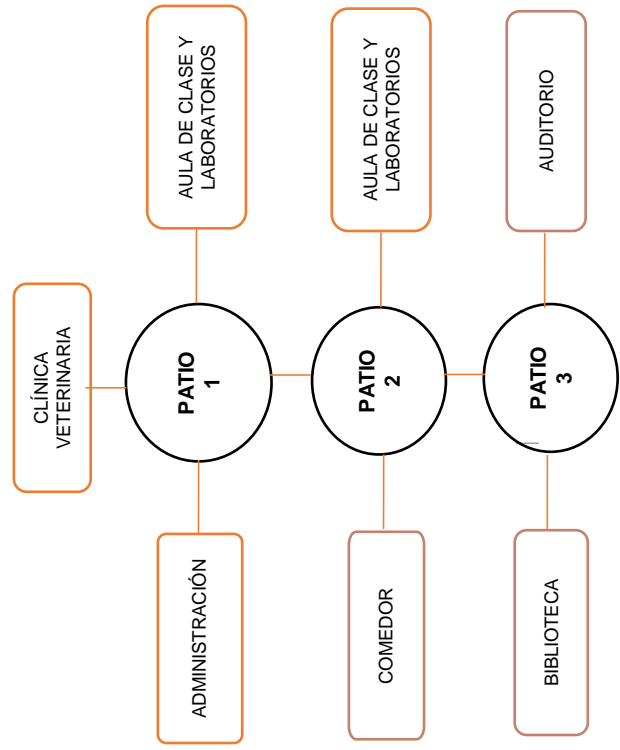 CLÍNICA
VETERINARIA
ADMINISTRACIÓN
PATIO
1
AULA DE CLASE Y
LABORATORIOS
COMEDOR
PATIO
2
AULA DE CLASE Y
LABORATORIOS
BIBLIOTECA
PATIO
3
AUDITORIO